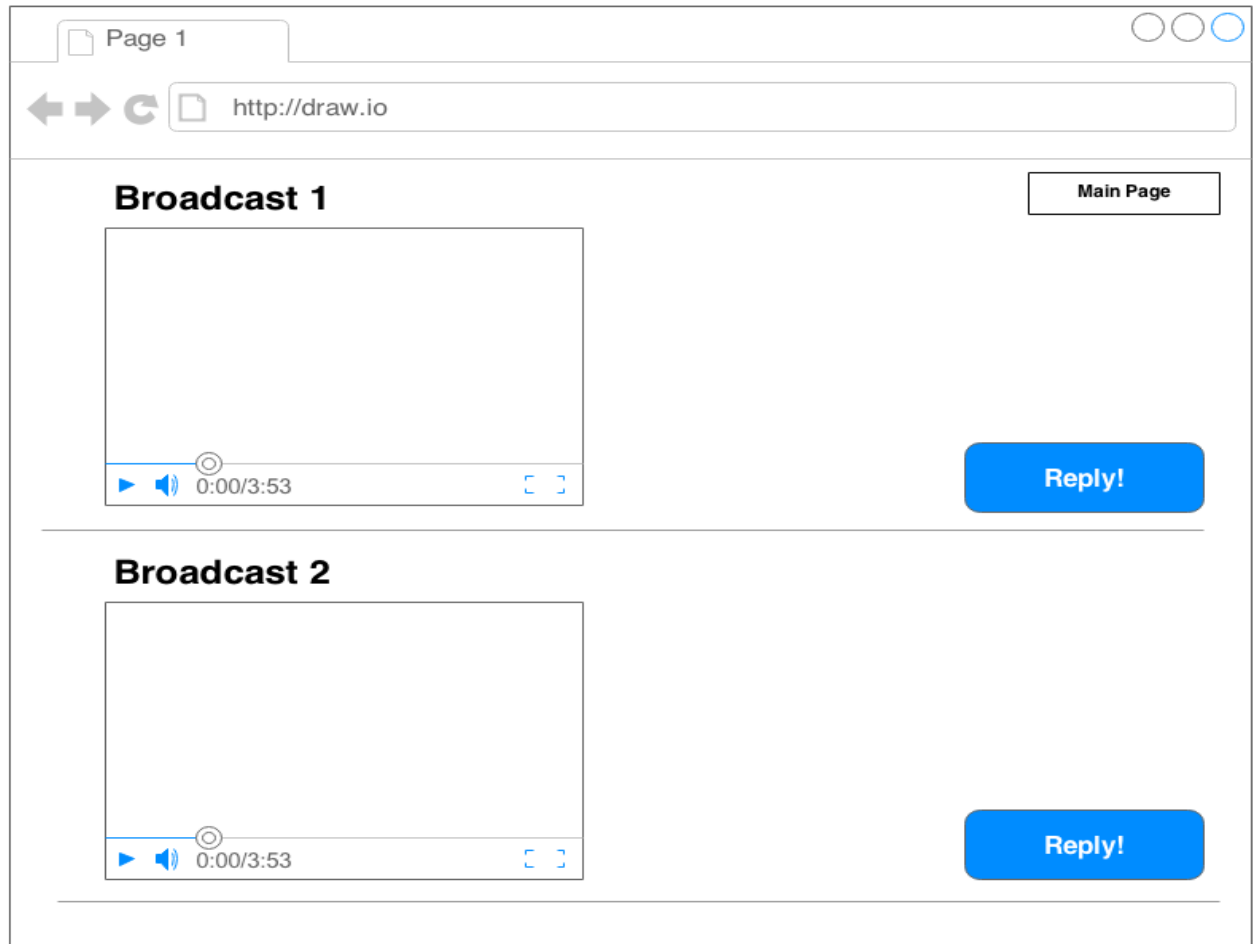 Page 1
http://draw.io
Broadcast 1
Main Page
0:00/3:53
Reply!
Broadcast 2
0:00/3:53
Reply!